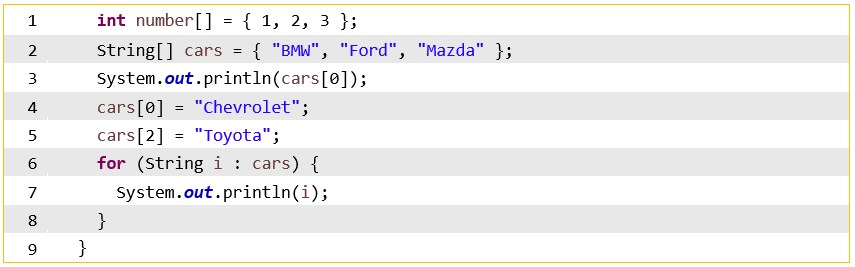 1 int number[] = { 1, 2, 3 };
2 String[] cars = { "BMW", "Ford", "Mazda" };
3 System.out.println(cars[0]);
4 cars[0] = "Chevrolet";
5 cars[2] = "Toyota";
6 for (String i : cars) {
7 System.out.println(i);
8 }
9 }